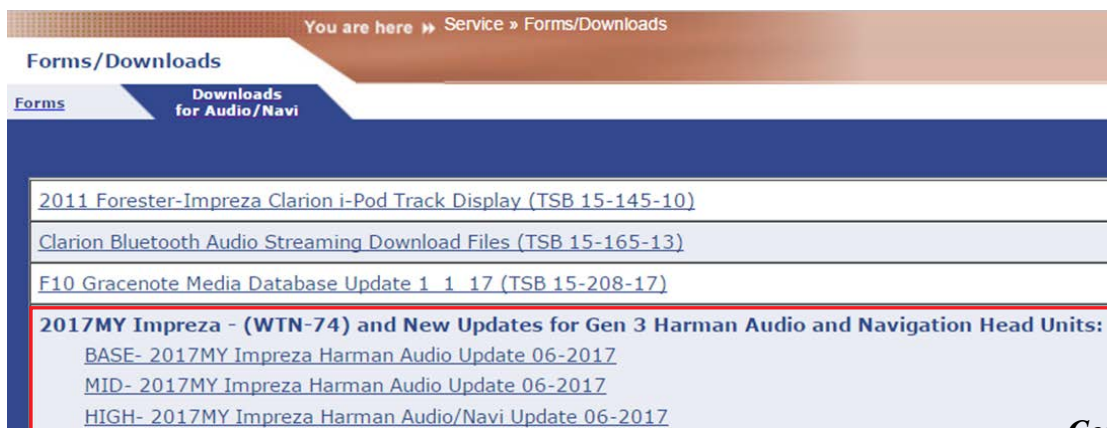 You are here » Service » Forms/Downloads
Forms/Downloads
Forms
Downloads
for Audio/Navi
2011 Forester-Impreza Clarion i-Pod Track Display (TSB 15-145-10)
Clarion Bluetooth Audio Streaming Download Files (TSB 15-165-13)
F10 Gracenote Media Database Update 1_1_17 (TSB 15-208-17)
2017MY Impreza - (WTN-74) and New Updates for Gen 3 Harman Audio and Navigation Head Units:
BASE- 2017MY Impreza Harman Audio Update 06-2017
MID- 2017MY Impreza Harman Audio Update 06-2017
HIGH- 2017MY Impreza Harman Audio/Navi Update 06-2017